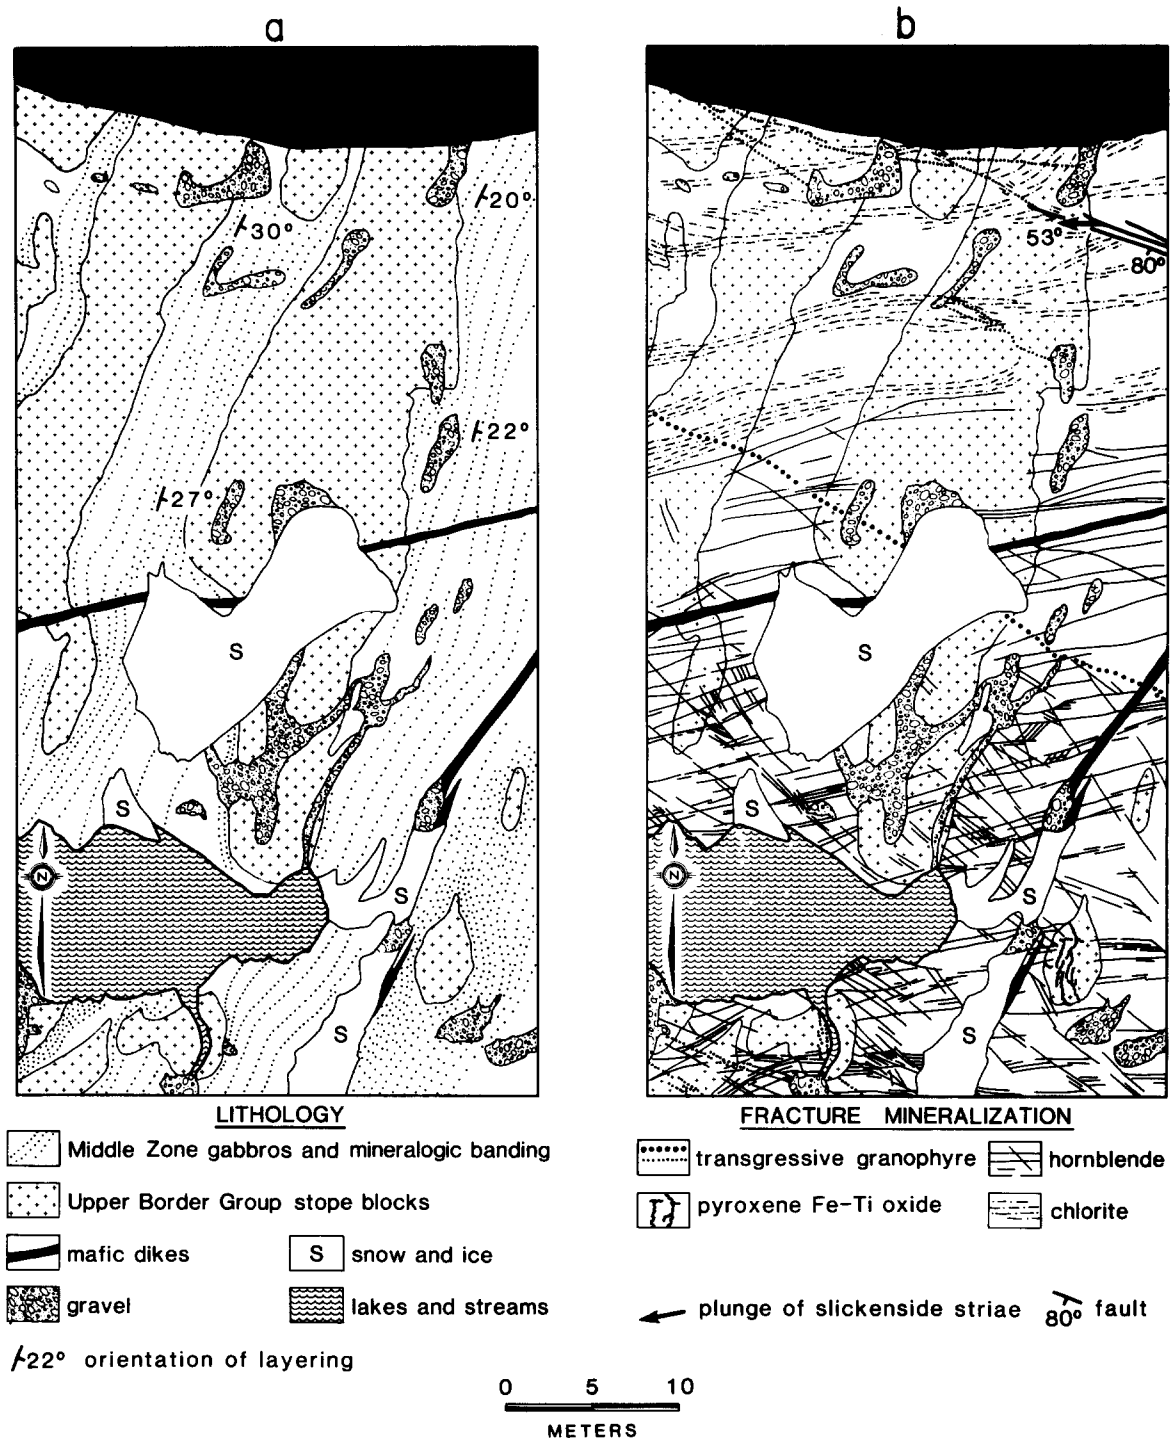 a
b
20°
30°
22°
27°
S
S
S
S
N
53°
80°
S
S
S
S
N
LITHOLOGY
Middle Zone gabbros and mineralogic banding
Upper Border Group stope blocks
mafic dikes
S snow and ice
gravel
lakes and streams
22° orientation of layering
FRACTURE MINERALIZATION
transgressive granophyre
hornblende
pyroxene Fe-Ti oxide
chlorite
plunge of slickenside striae
80° fault
0 5 10
METERS